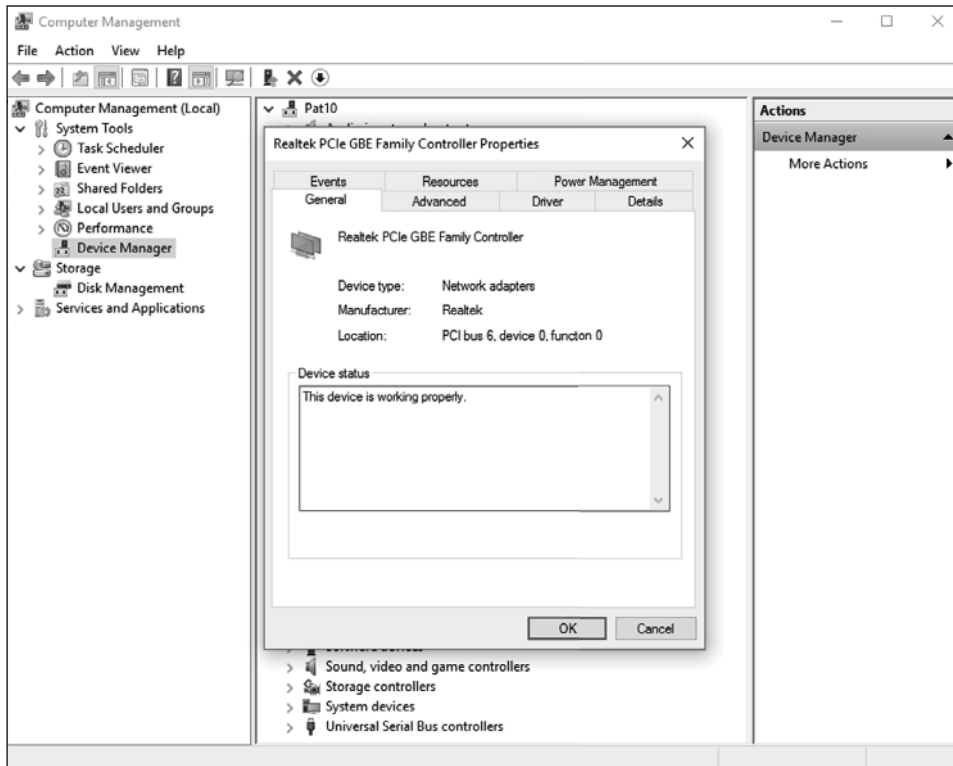 Computer Management
File Action View Help
Computer Management (Local)
System Tools
Task Scheduler
Event Viewer
Shared Folders
Local Users and Groups
Performance
Device Manager
Storage
Disk Management
Services and Applications
Pat10
Realtek PCIe GBE Family Controller Properties
Events Resources Power Management
General Advanced Driver Details
Realtek PCIe GBE Family Controller
Device type: Network adapters
Manufacturer: Realtek
Location: PCI bus 6, device 0, functon 0
Device status
This device is working properly.
OK Cancel
Sound, video and game controllers
Storage controllers
System devices
Universal Serial Bus controllers
Actions
Device Manager
More Actions